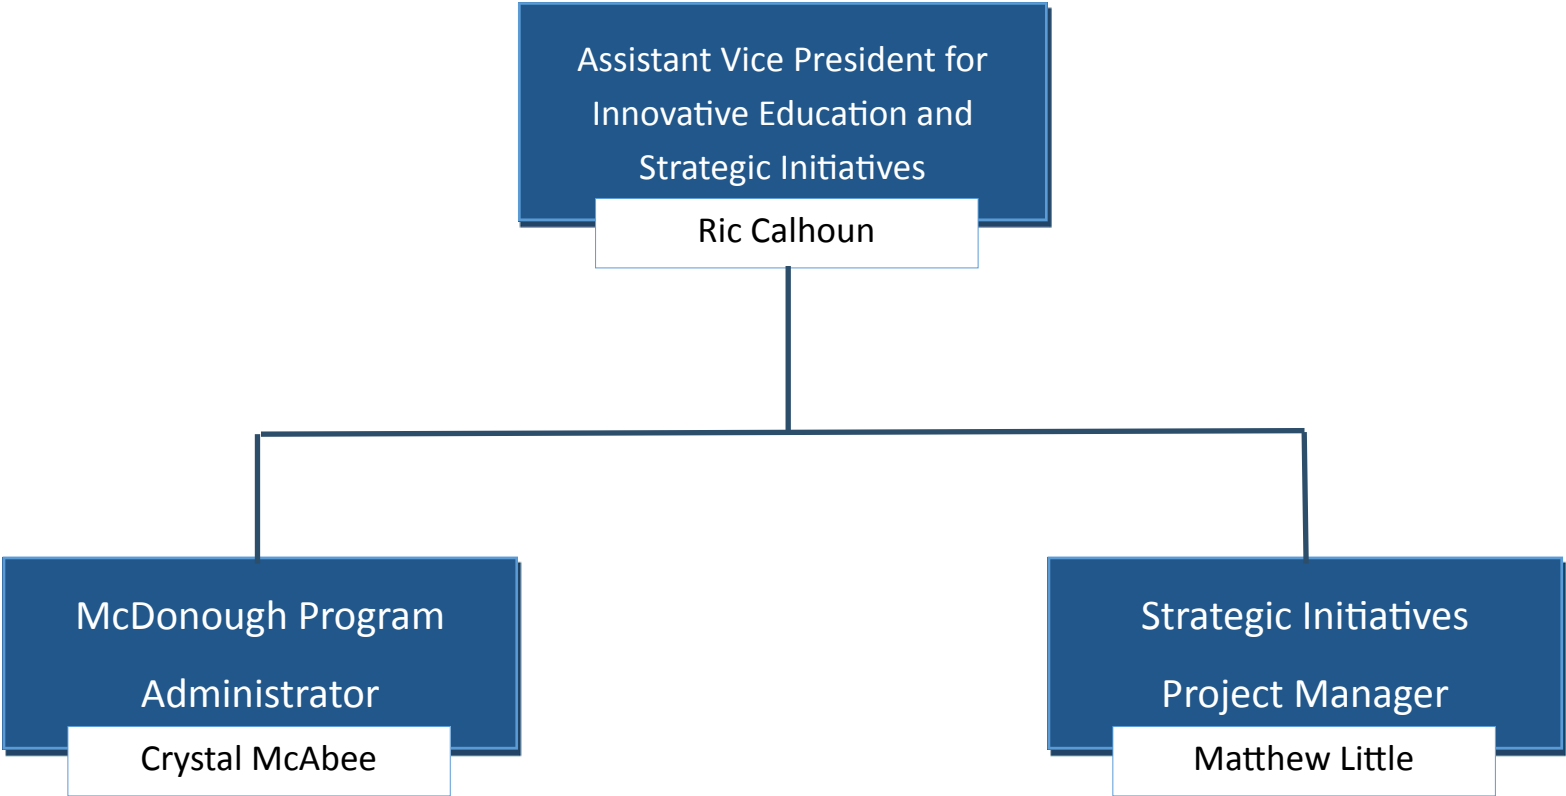 Assistant Vice President for
Innovative Education and
Strategic Initiatives
Ric Calhoun
McDonough Program
Administrator
Crystal McAbee
Strategic Initiatives
Project Manager
Matthew Little